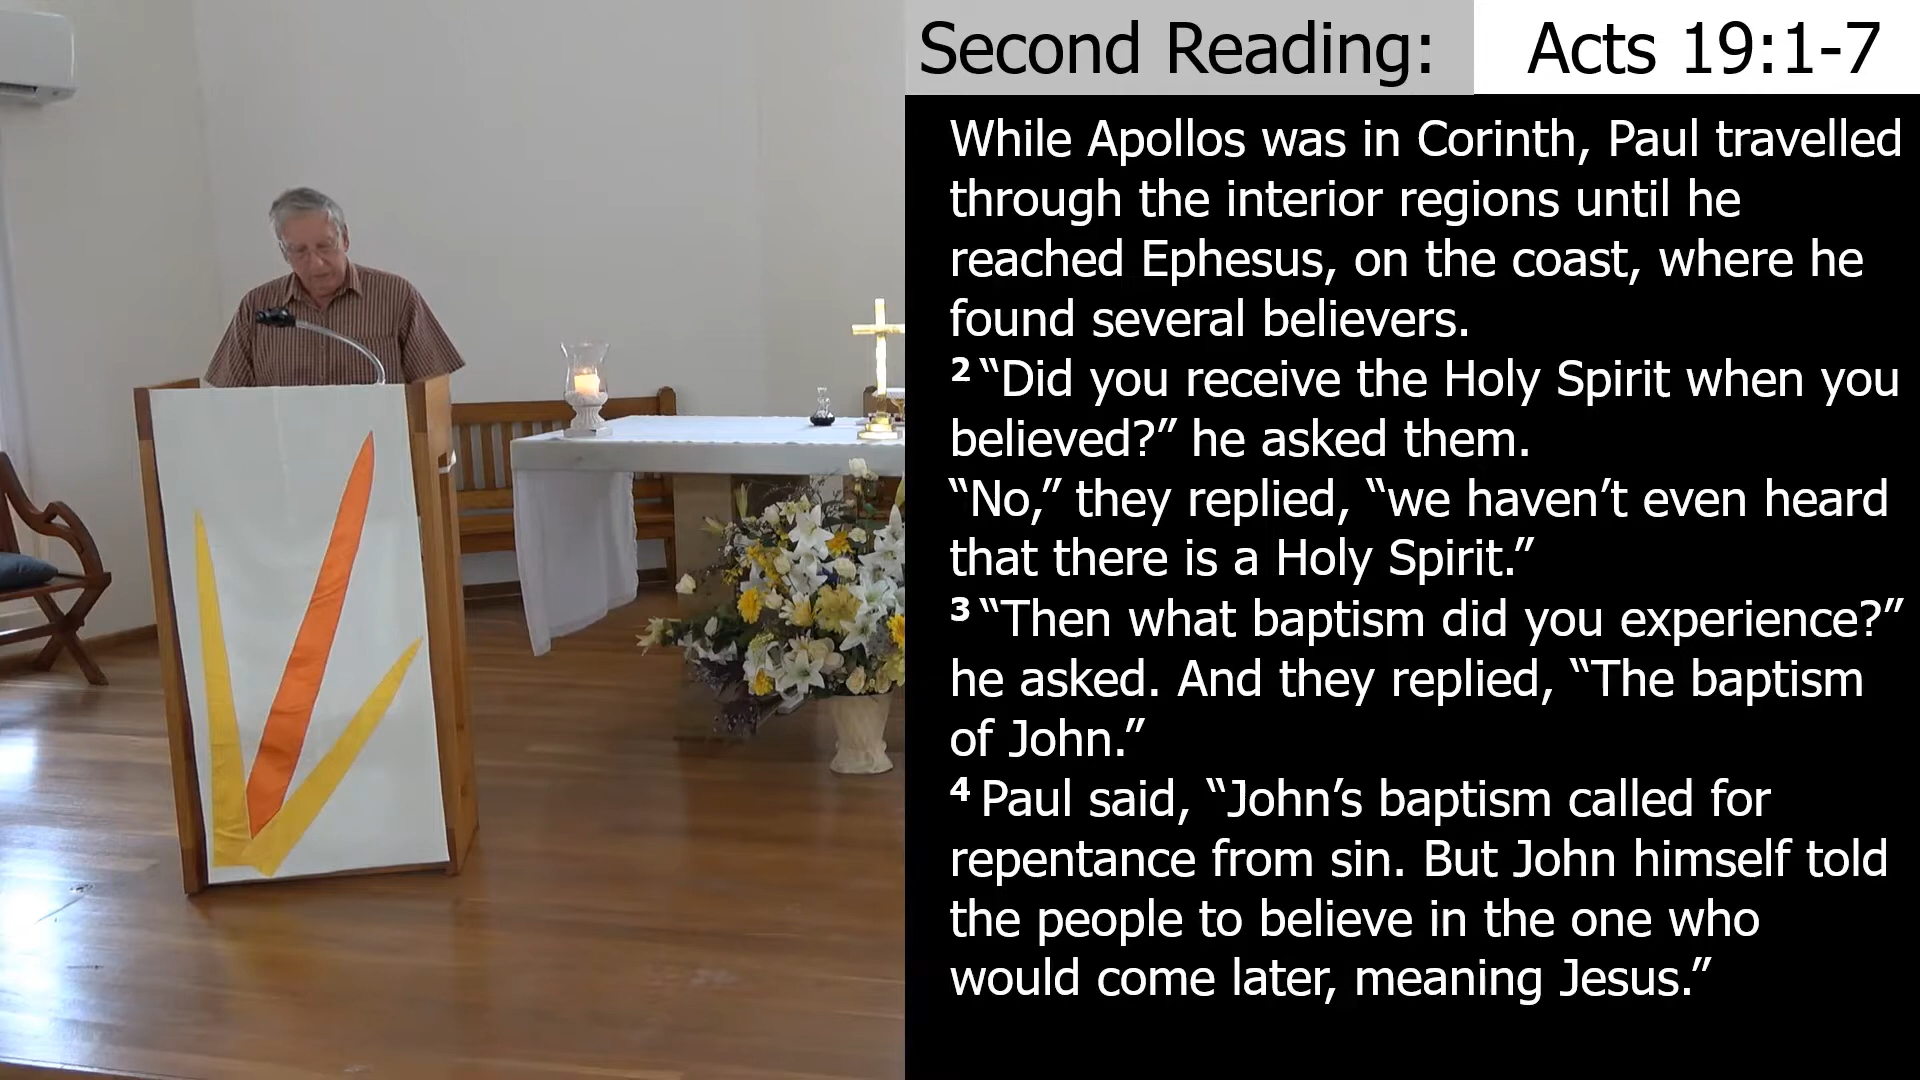 Second Reading: Acts 19:1-7
While Apollos was in Corinth, Paul travelled
through the interior regions until he
reached Ephesus, on the coast, where he
found several believers.
2 “Did you receive the Holy Spirit when you
believed?” he asked them.
“No,” they replied, “we haven’t even heard
that there is a Holy Spirit.”
3 “Then what baptism did you experience?”
he asked. And they replied, “The baptism
of John.”
4 Paul said, “John’s baptism called for
repentance from sin. But John himself told
the people to believe in the one who
would come later, meaning Jesus.”